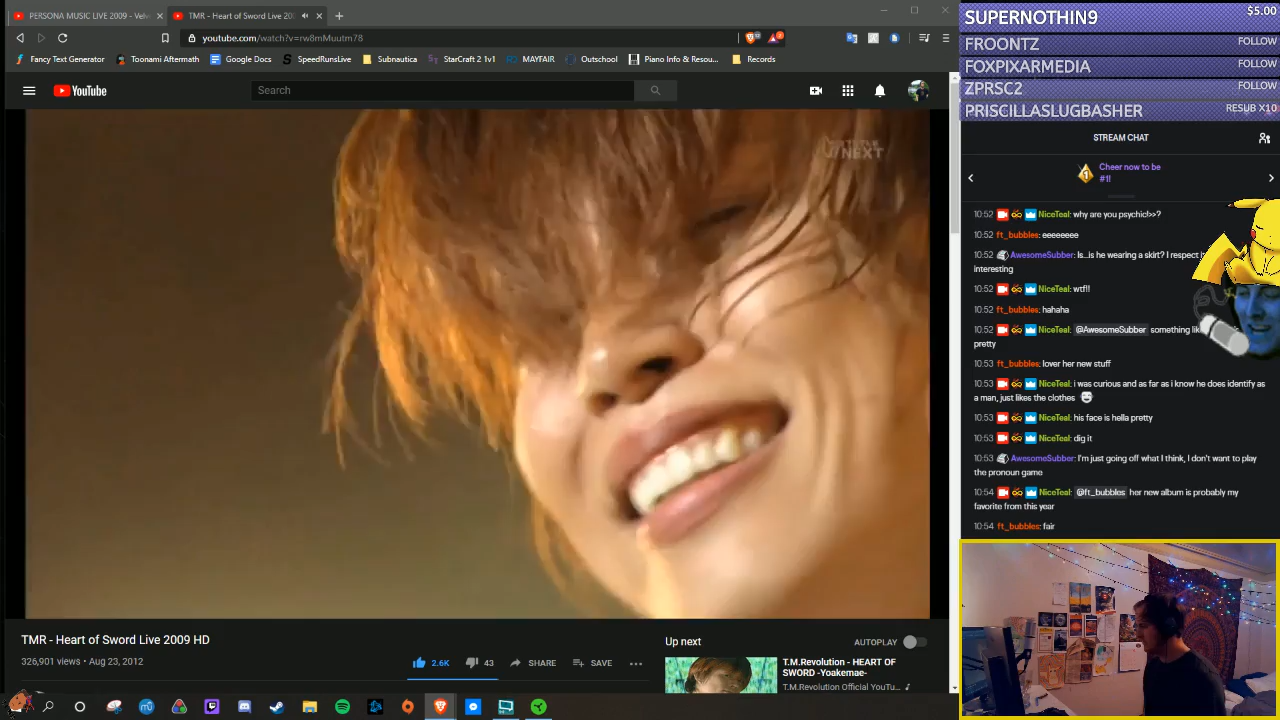 PERSONA MUSIC LIVE 2009 - Velv
TMR - Heart of Sword Live 200
youtube.com/watch?v=rw8mMuutm78
Fancy Text Generator
Toonami Aftermath
Google Docs
SpeedRunsLive
Subnautica
StarCraft 2 1v1
MAYFAIR
Outschool
Piano Info & Resou...
Records
YouTube
Search
NEXT
TMR - Heart of Sword Live 2009 HD
326,901 views • Aug 23, 2012
2.6K
43
SHARE
SAVE
Up next
AUTOPLAY
T.M.Revolution - HEART OF
SWORD -Yoakemae-
T.M.Revolution Official YouTu...
SUPERNOTHIN9 $5.00
FROONTZ FOLLOW
FOXPIXARMEDIA FOLLOW
ZPRSC2 FOLLOW
PRISCILLASLUGBASHER RESUB X10
STREAM CHAT
1
Cheer now to be
#1!
10:52 NiceTeal: why are you psychic!>>?
10:52 ft_bubbles: eeeeeeee
10:52 AwesomeSubber: Is...is he wearing a skirt? I respect
interesting
10:52 NiceTeal: wtf!!
10:52 ft_bubbles: hahaha
10:52 NiceTeal: @AwesomeSubber something
pretty
10:53 ft_bubbles: lover her new stuff
10:53 NiceTeal: i was curious and as far as i know he does identify as
a man, just likes the clothes
10:53 NiceTeal: his face is hella pretty
10:53 NiceTeal: dig it
10:53 AwesomeSubber: I'm just going off what I think, I don't want to play
the pronoun game
10:54 NiceTeal: @ft_bubbles her new album is probably my
favorite from this year
10:54 ft_bubbles: fair